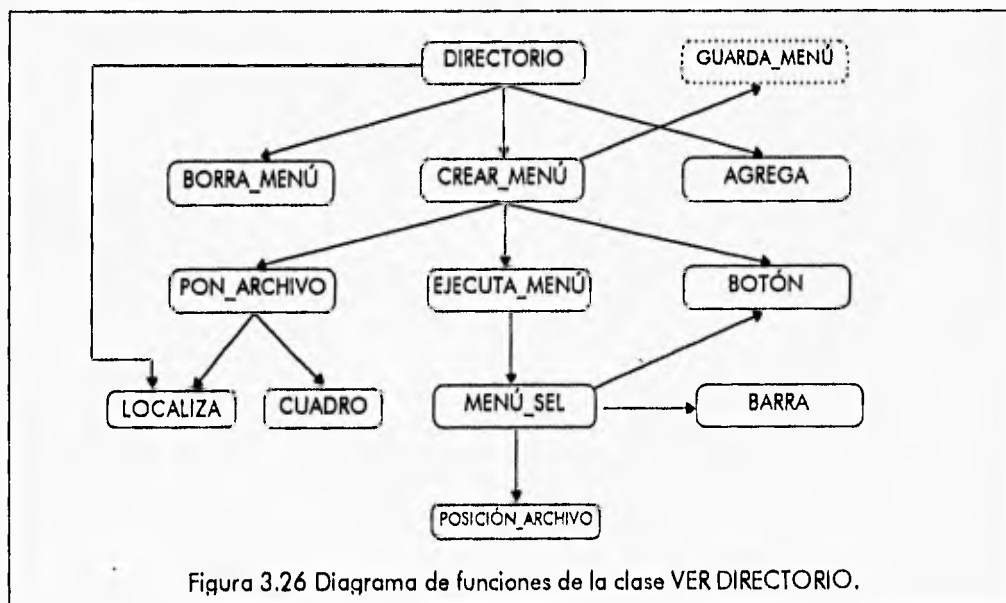 DIRECTORIO
GUARDA_MENÚ
BORRA_MENÚ
CREAR_MENÚ
AGREGA
PON_ARCHIVO
EJECUTA_MENÚ
BOTÓN
LOCALIZA
CUADRO
MENÚ_SEL
BARRA
POSICIÓN_ARCHIVO
Figura 3.26 Diagrama de funciones de la clase VER DIRECTORIO.